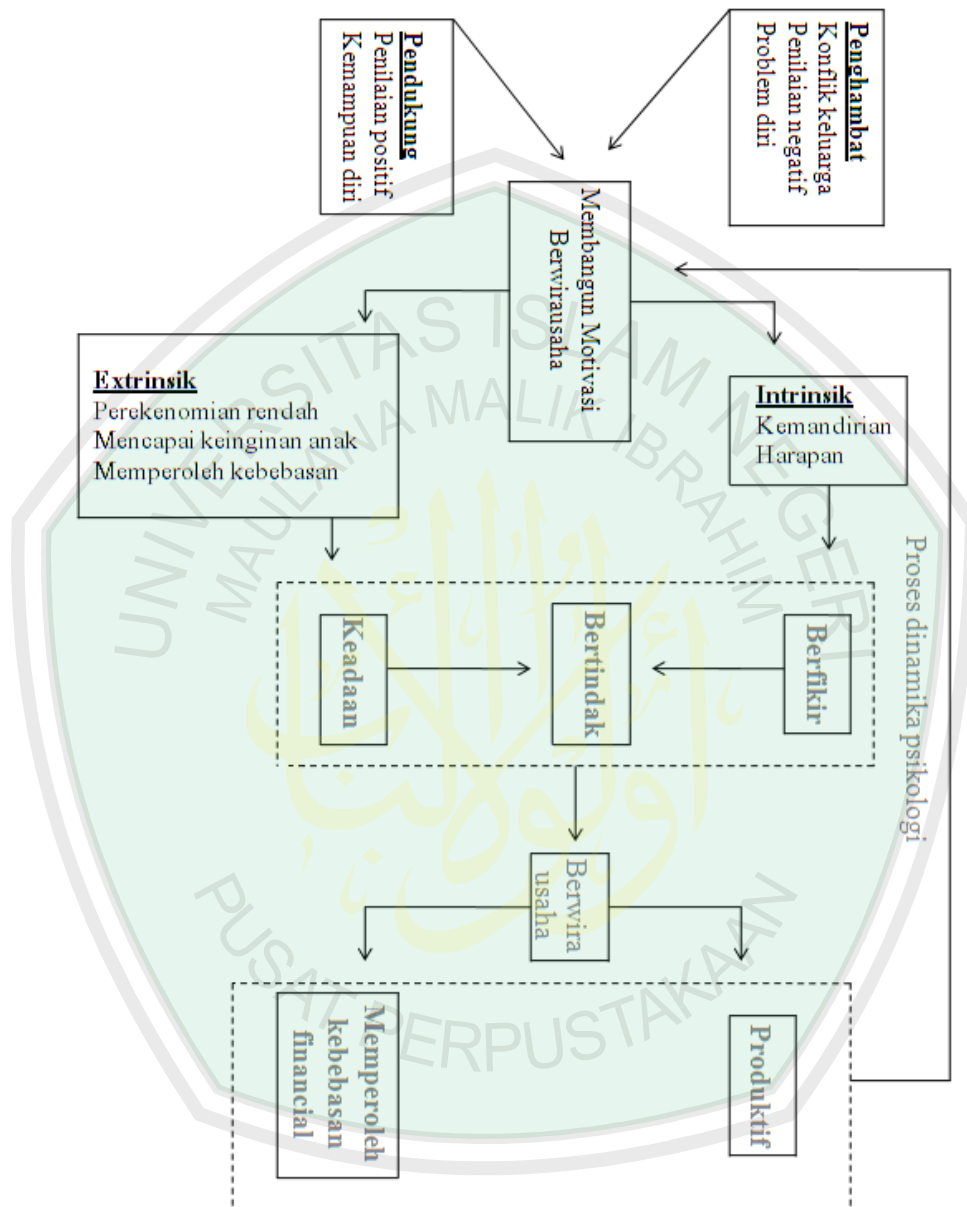 Penghambat
Konflik keluarga
Penilaian negatif
Problem diri
Pendukung
Penilaian positif
Kemampuan diri
Membangun Motivasi
Berwirausaha
Extrinsik
Perekenomian rendah
Mencapai keinginan anak
Memperoleh kebebasan
Intrinsik
Kemandirian
Harapan
Proses dinamika psikologi
Keadaan
Bertindak
Berfikir
Berwira
usaha
Memperoleh
kebebasan
financial
Produktif
UNIVERSITAS ISLAM NEGERI
MAULANA MALIK IBRAHIM
PUSAT PERPUSTAKAAN